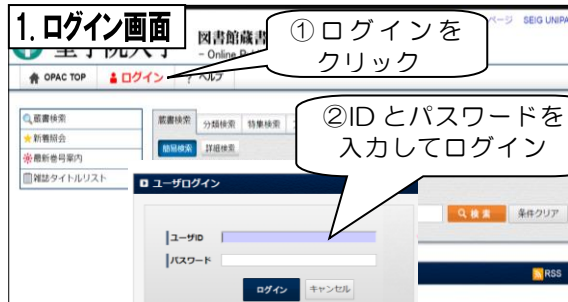 1. ログイン画面
図書館蔵書
- Online
ページ SEIG UNIPA
①ログインを
クリック
OPAC TOP ログイン ? ヘルプ
蔵書検索
新着照会
最新巻号案内
雑誌タイトルリスト
蔵書検索 分類検索 特集検索
簡易検索 詳細検索
②ID とパスワードを
入力してログイン
検 索 条件クリア
ユーザログイン
ユーザID
パスワード
ログイン キャンセル
RSS